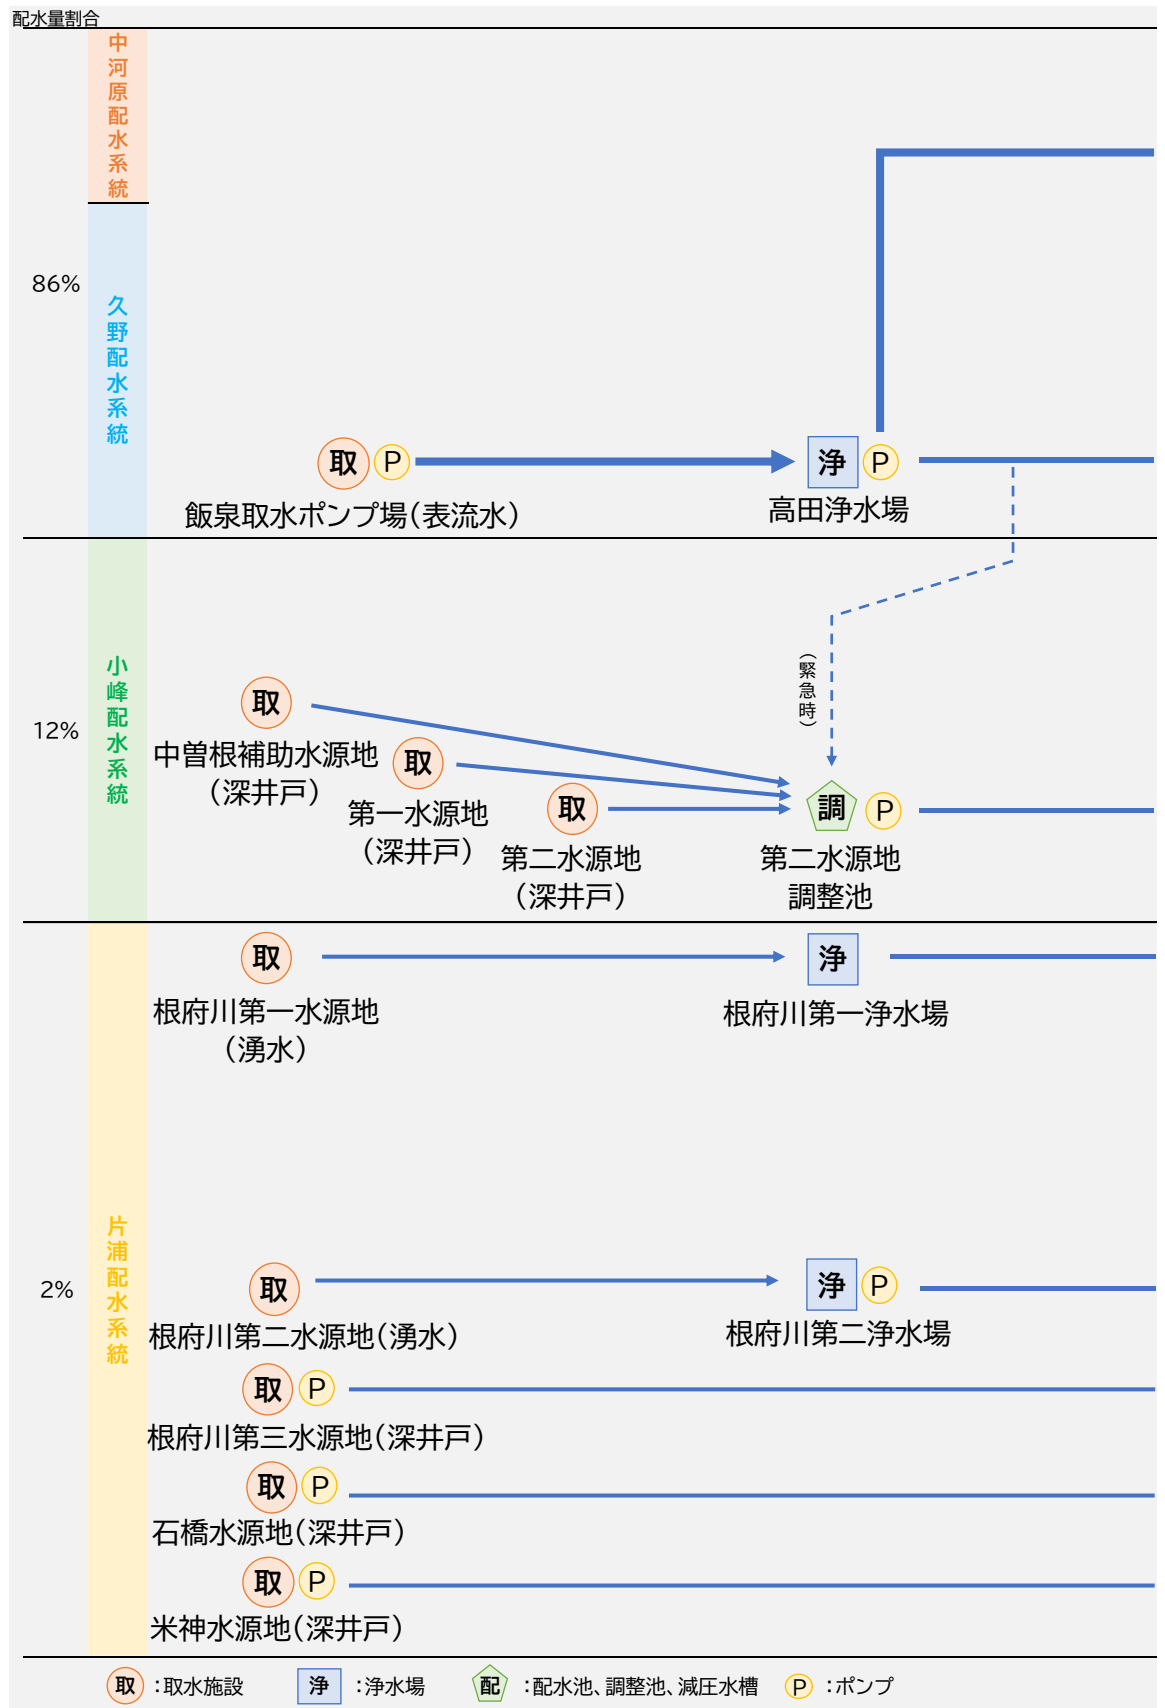 配水量割合
中河原配水系統
86%
久野配水系統
取 P
飯泉取水ポンプ場(表流水)
浄 P
高田浄水場
小峰配水系統
12%
(緊急時)
取
中曽根補助水源地
(深井戸)
取
第一水源地
(深井戸)
取
第二水源地
(深井戸)
調 P
第二水源地
調整池
片浦配水系統
2%
取
根府川第一水源地
(湧水)
浄
根府川第一浄水場
取
根府川第二水源地(湧水)
浄 P
根府川第二浄水場
取 P
根府川第三水源地(深井戸)
取 P
石橋水源地(深井戸)
取 P
米神水源地(深井戸)
取 :取水施設 浄 :浄水場 配 :配水池、調整池、減圧水槽 P :ポンプ